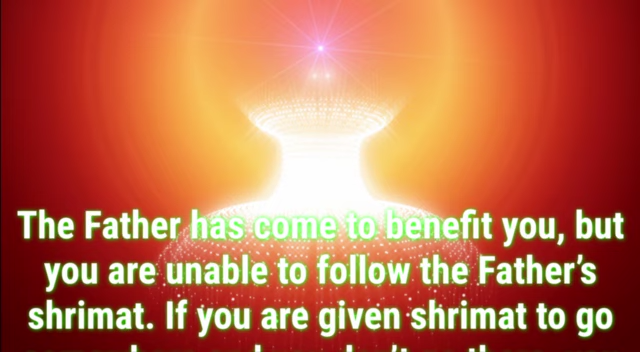 The Father has come to benefit you, but
you are unable to follow the Father's
shrimat. If you are given shrimat to go